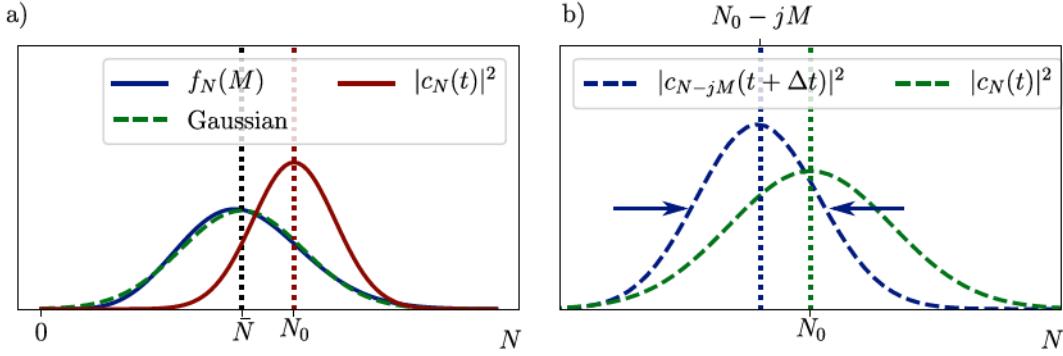 a)
f_N(M)
|c_N(t)|^2
Gaussian
0
N̄
N_0
N
b)
N_0 − jM
|c_{N−jM}(t + Δt)|^2
|c_N(t)|^2
N_0
N